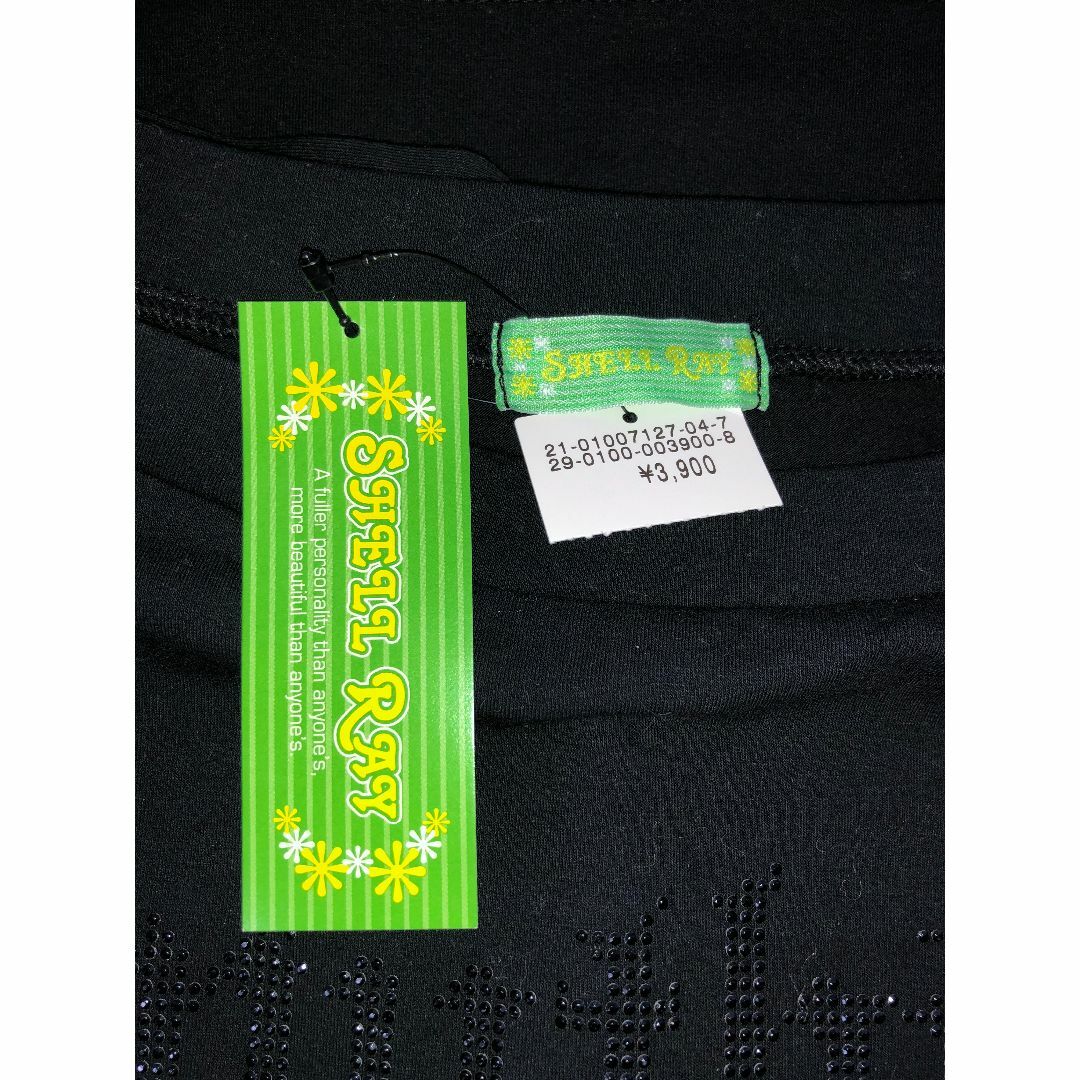 SHELL RAY
A fuller personality than anyone's,
more beautiful than anyone's.
SHELL RAY
21-01007127-04-7
29-0100-003900-8
¥3,900